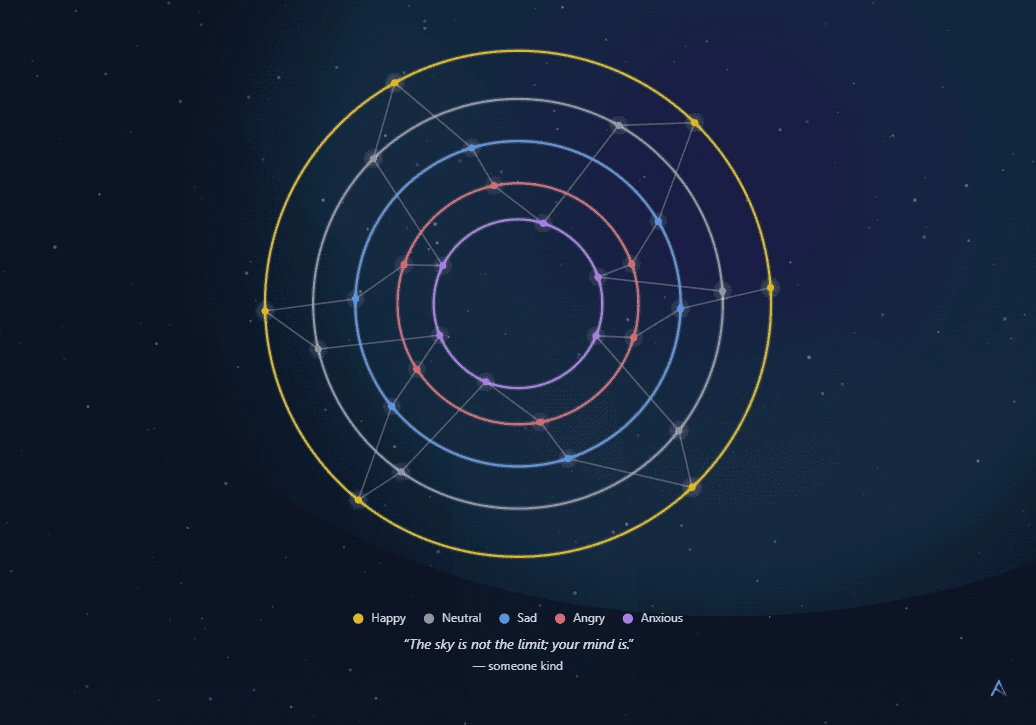 Happy Neutral Sad Angry Anxious
“The sky is not the limit; your mind is.”
— someone kind